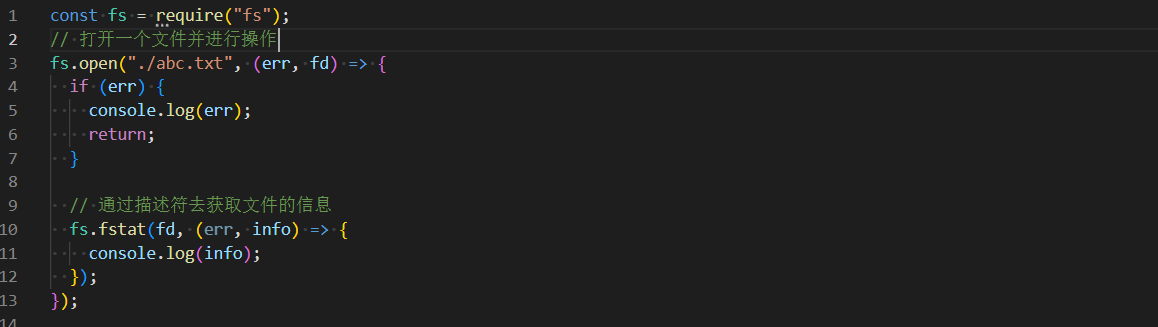 1 const fs = require("fs");
2 // 打开一个文件并进行操作
3 fs.open("./abc.txt", (err, fd) => {
4   if (err) {
5     console.log(err);
6     return;
7   }
8
9   // 通过描述符去获取文件的信息
10   fs.fstat(fd, (err, info) => {
11     console.log(info);
12   });
13 });
14